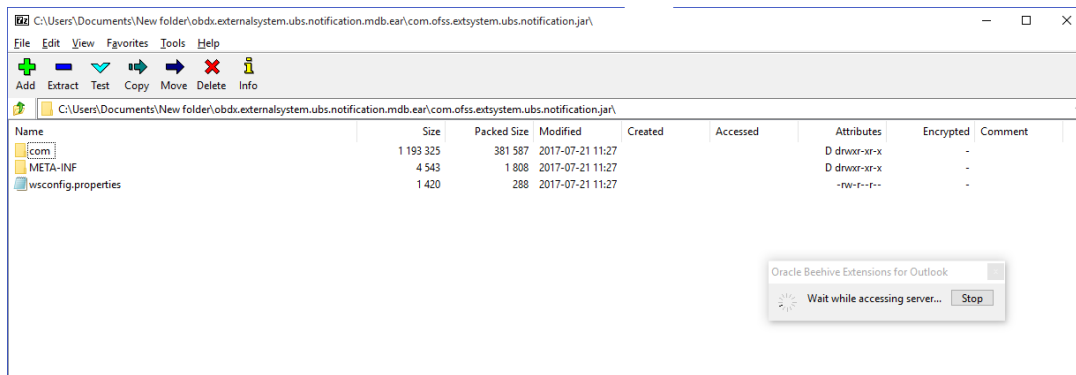 C:\Users\Documents\New folder\obdx.externalsystem.ubs.notification.mdb.ear\com.ofss.extsystem.ubs.notification.jar\
File Edit View Favorites Tools Help
Add Extract Test Copy Move Delete Info
C:\Users\Documents\New folder\obdx.externalsystem.ubs.notification.mdb.ear\com.ofss.extsystem.ubs.notification.jar\
Name Size Packed Size Modified Created Accessed Attributes Encrypted Comment
com 1 193 325 381 587 2017-07-21 11:27 D drwxr-xr-x -
META-INF 4 543 1 808 2017-07-21 11:27 D drwxr-xr-x -
wsconfig.properties 1 420 288 2017-07-21 11:27 -rw-r--r-- -
Oracle Beehive Extensions for Outlook
Wait while accessing server... Stop